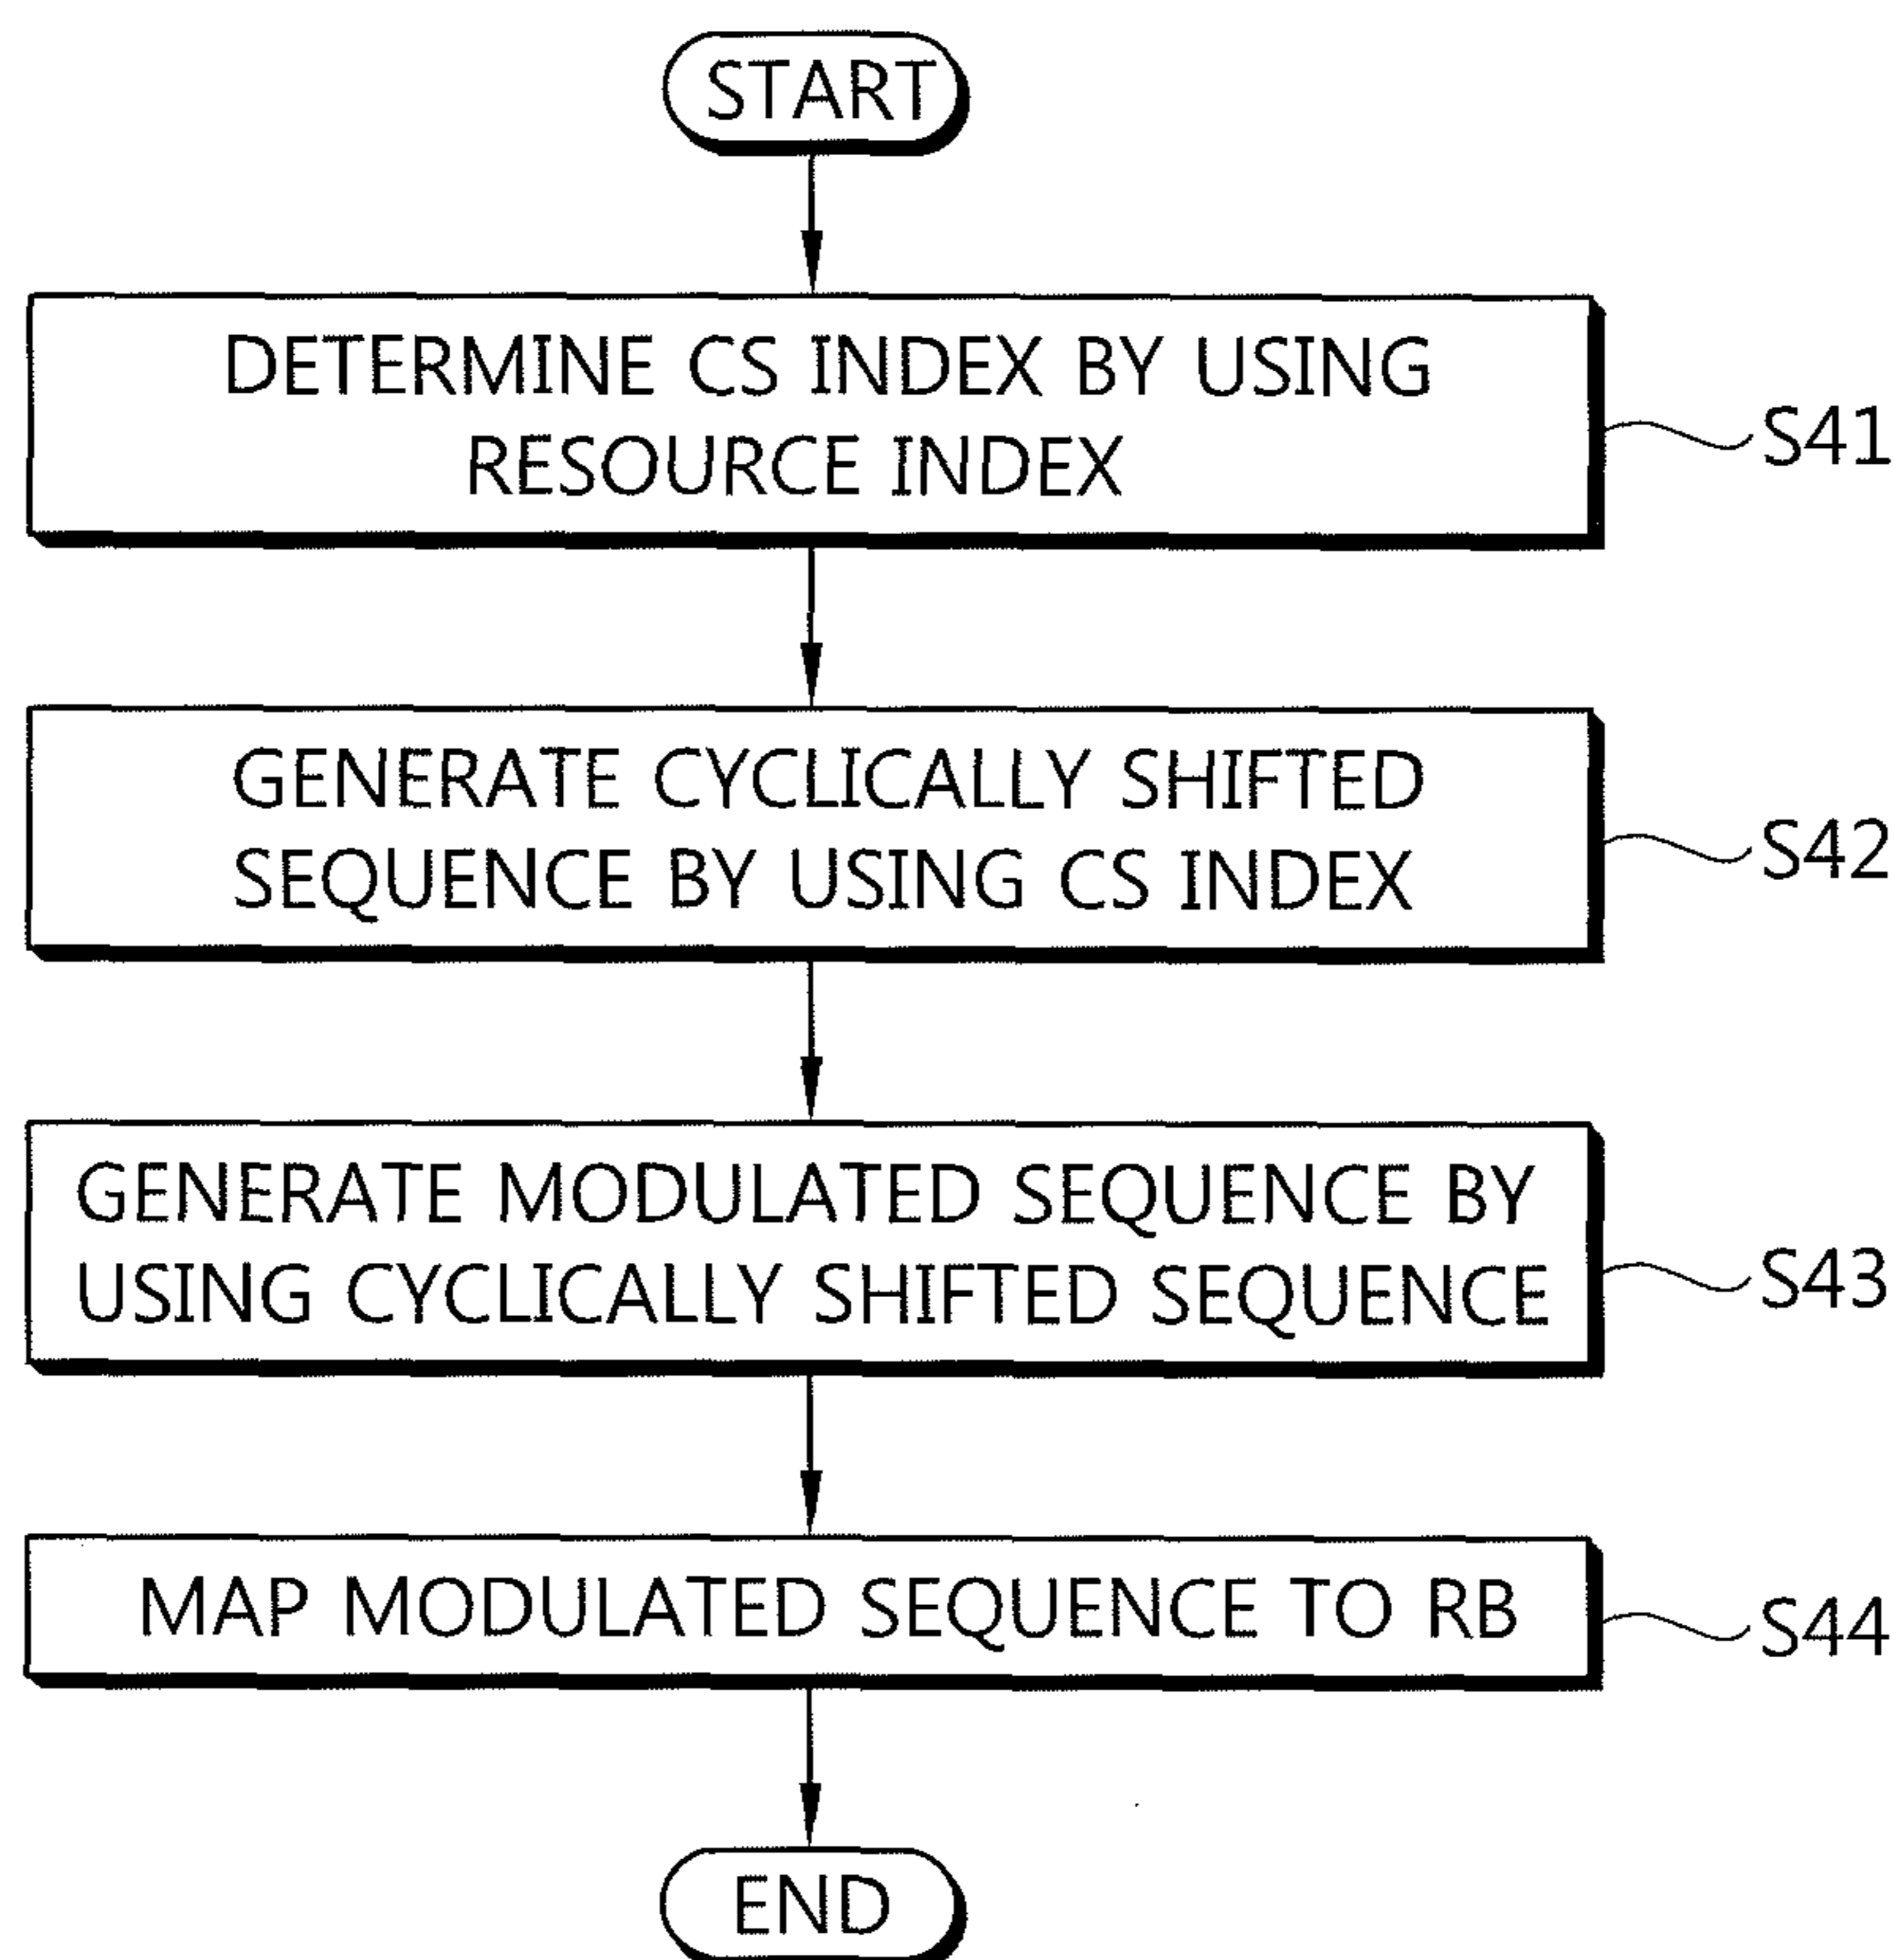 START
DETERMINE CS INDEX BY USING
RESOURCE INDEX
S41
GENERATE CYCLICALLY SHIFTED
SEQUENCE BY USING CS INDEX
S42
GENERATE MODULATED SEQUENCE BY
USING CYCLICALLY SHIFTED SEQUENCE
S43
MAP MODULATED SEQUENCE TO RB
S44
END